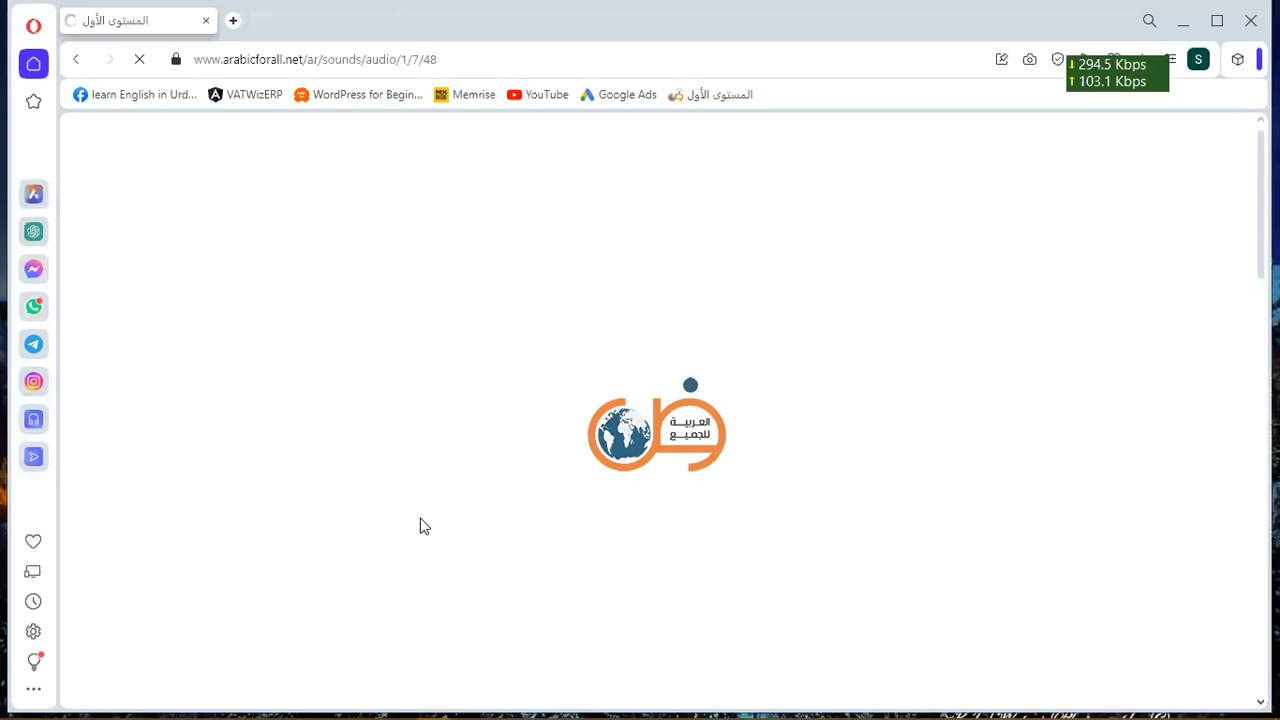 المستوى الأول
www.arabicforall.net/ar/sounds/audio/1/7/48
294.5 Kbps
103.1 Kbps
S
learn English in Urd...
VATWizERP
WordPress for Begin...
Memrise
YouTube
Google Ads
المستوى الأول
العربية
للجميع